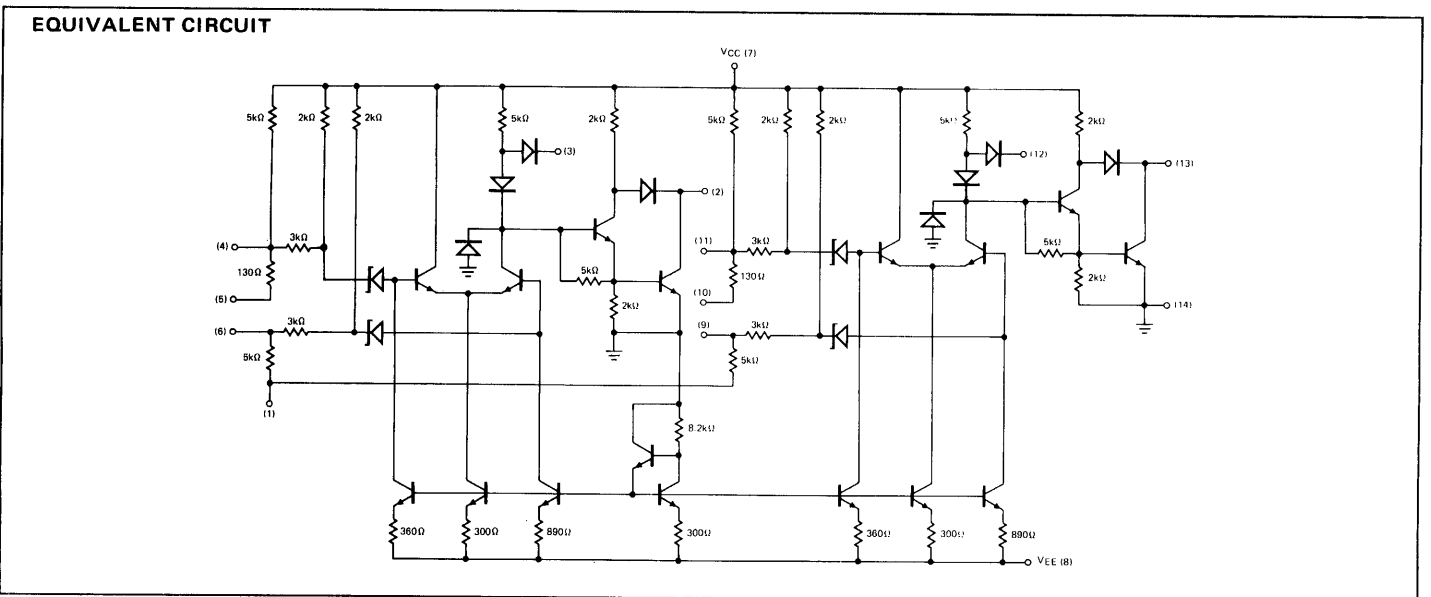 EQUIVALENT CIRCUIT
VCC (7)
5kΩ 2kΩ 2kΩ 5kΩ 2kΩ 5kΩ 2kΩ 2kΩ 5kΩ 2kΩ
(3) (12)
(13)
(2)
(4) 3kΩ (11) 3kΩ
5kΩ 5kΩ
130Ω 130Ω
2kΩ 2kΩ
(5) (10) (14)
(6) 3kΩ (9) 3kΩ
5kΩ 5kΩ
(1)
8.2kΩ
360Ω 300Ω 890Ω 300Ω 360Ω 300Ω 890Ω
VEE (8)